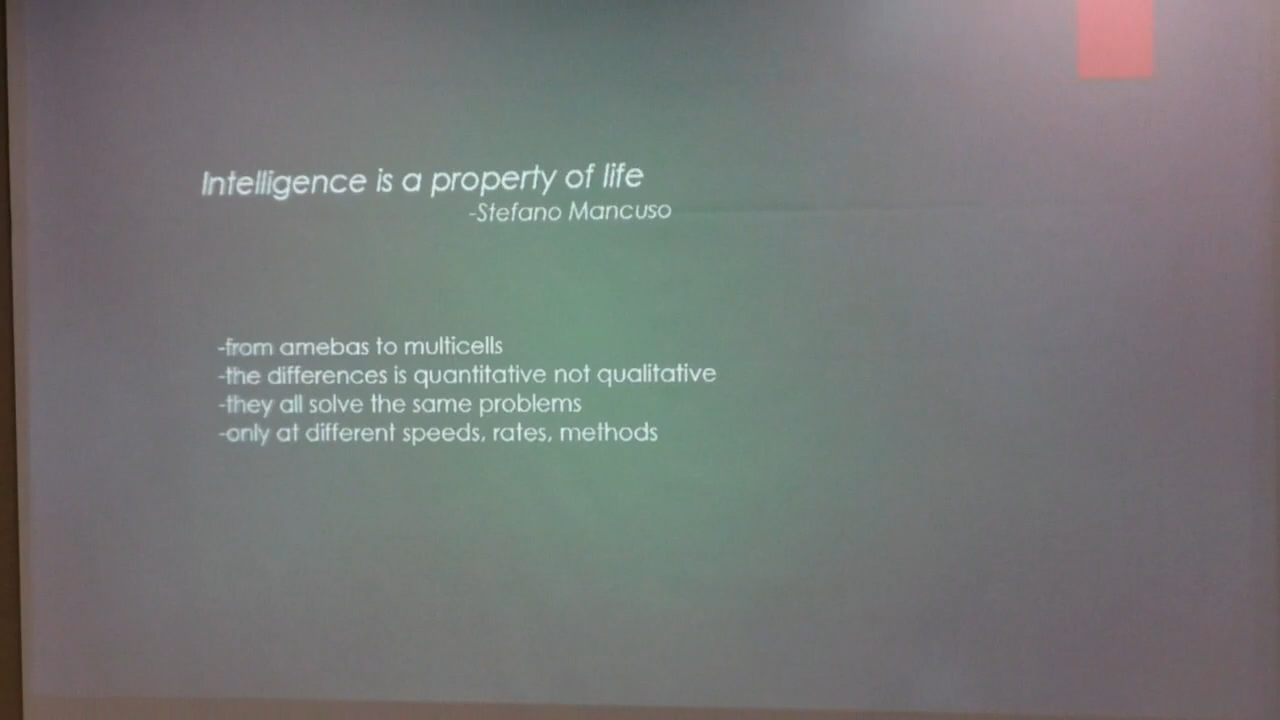 Intelligence is a property of life
-Stefano Mancuso
-from amebas to multicells
-the differences is quantitative not qualitative
-they all solve the same problems
-only at different speeds, rates, methods